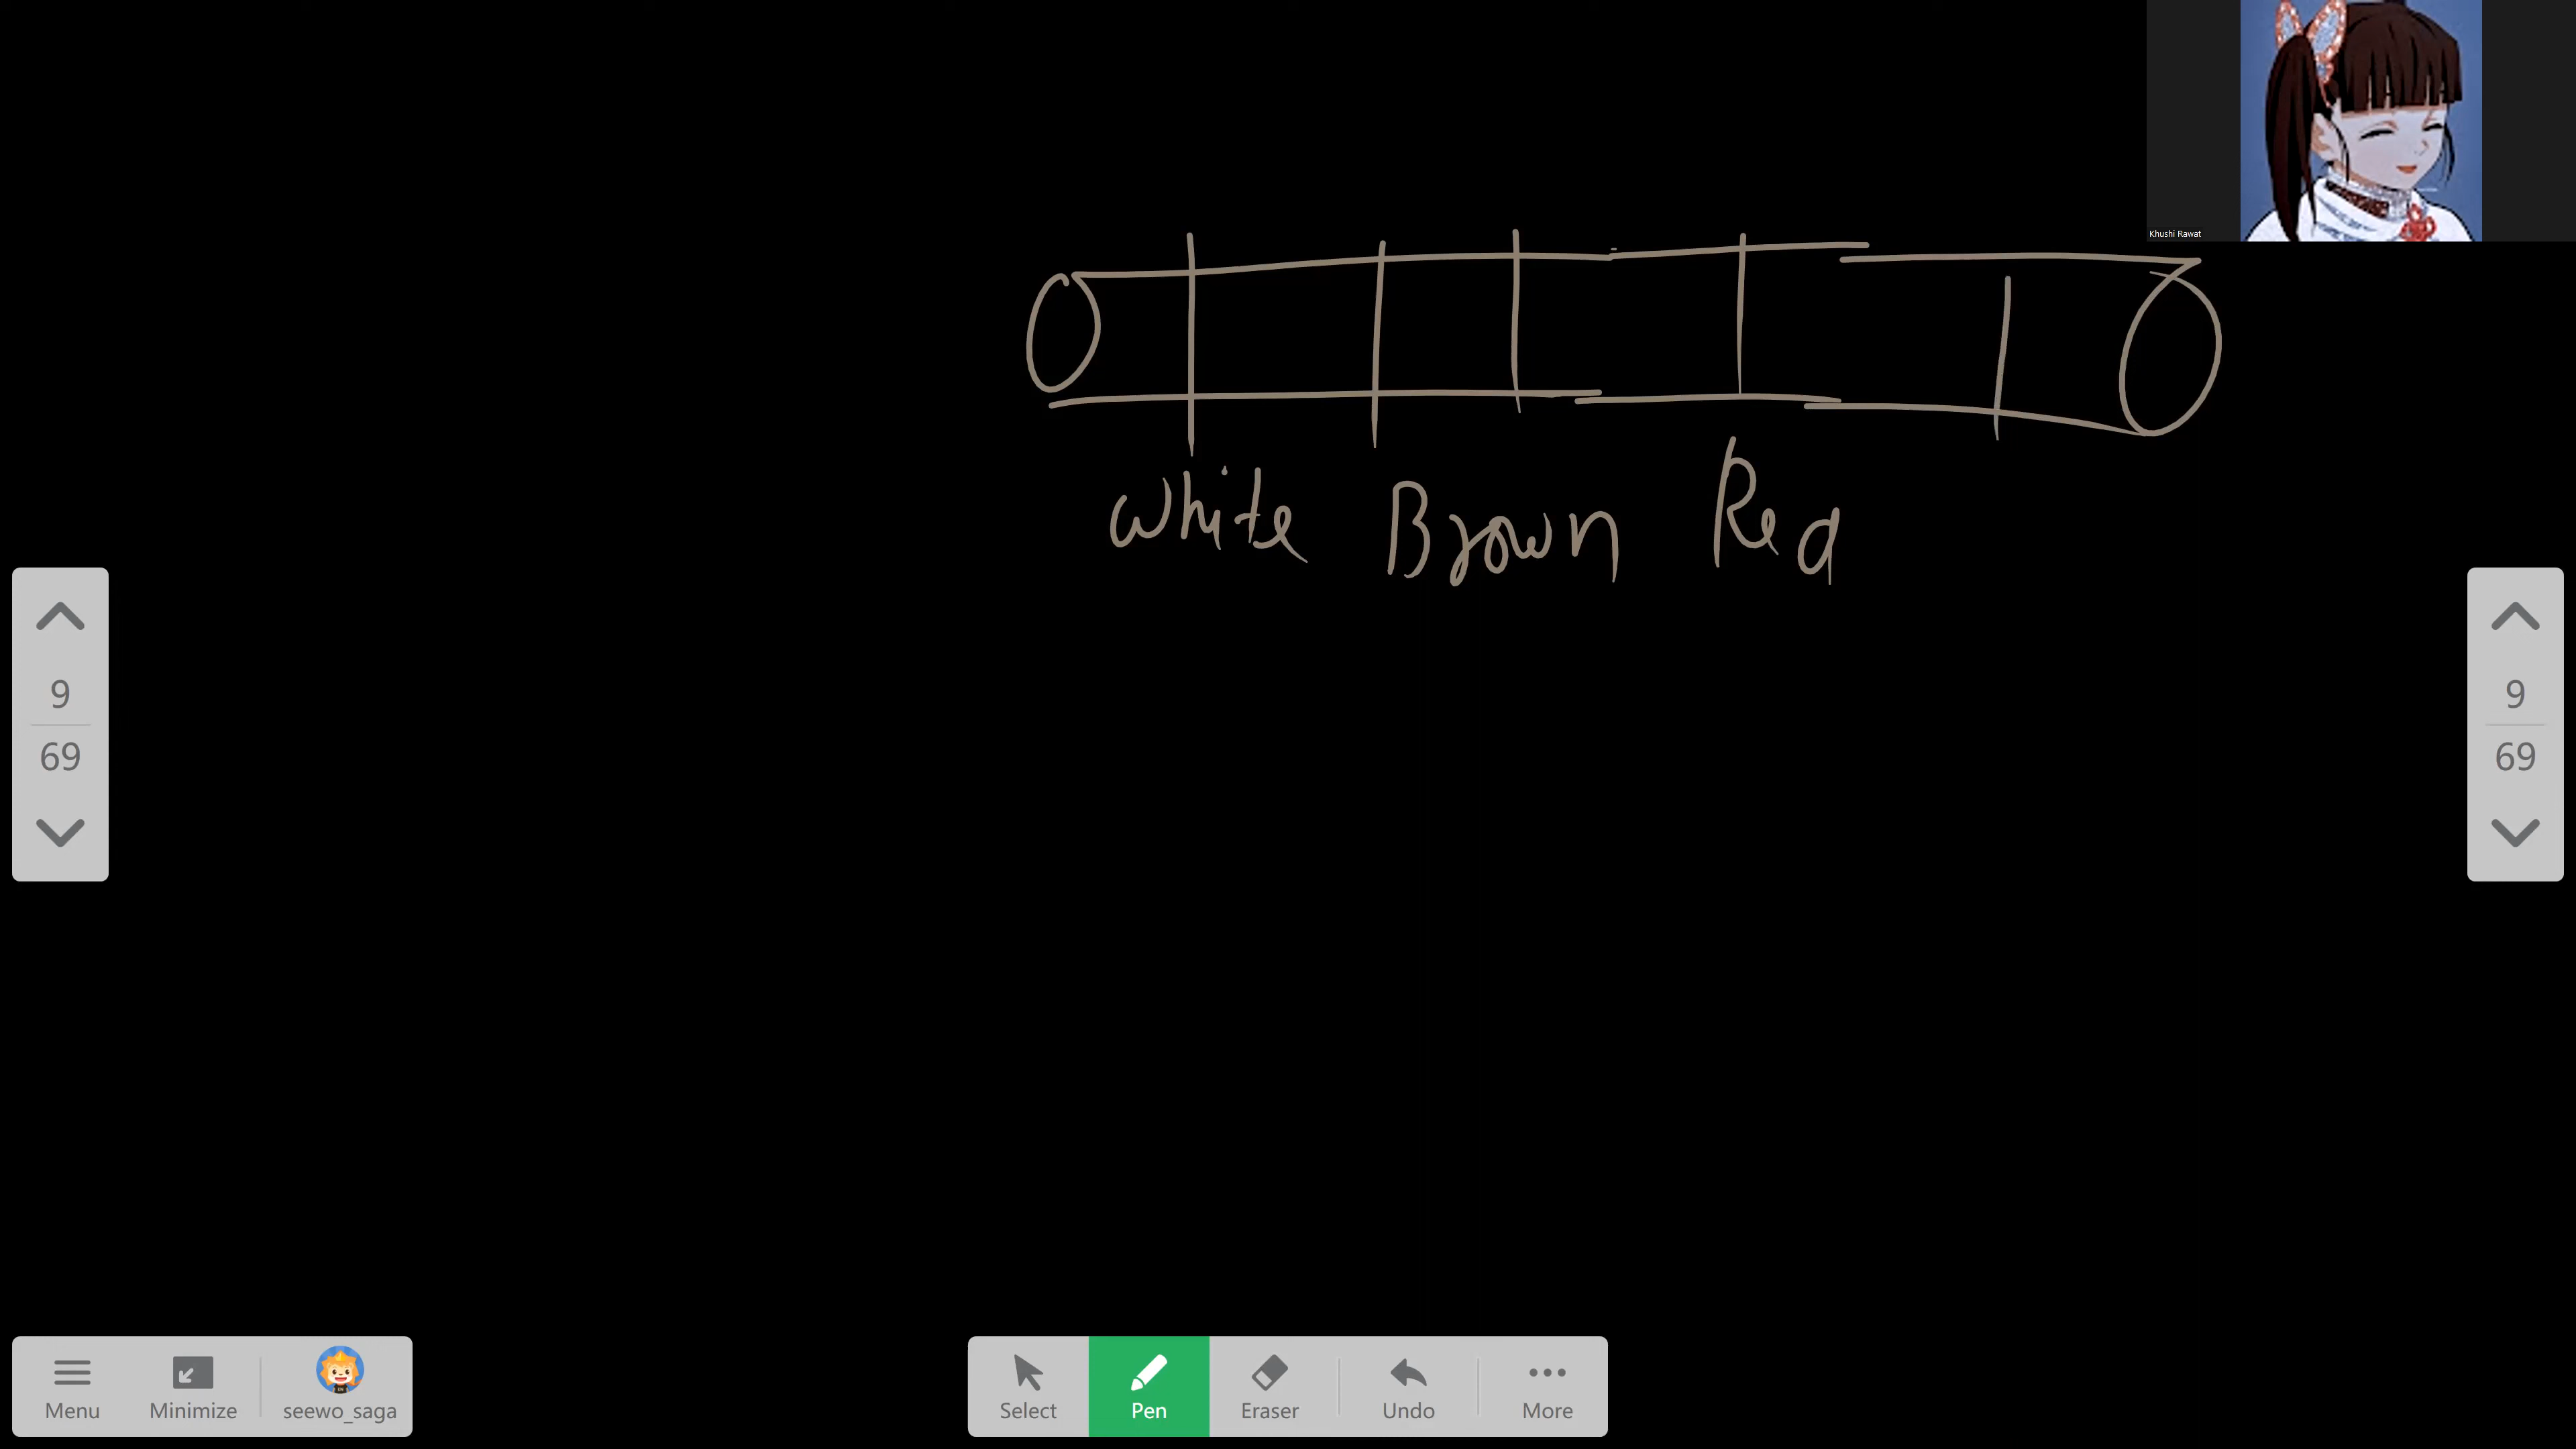 Khushi Rawat
White Brown Red
9
69
9
69
Menu Minimize seewo_saga Select Pen Eraser Undo More